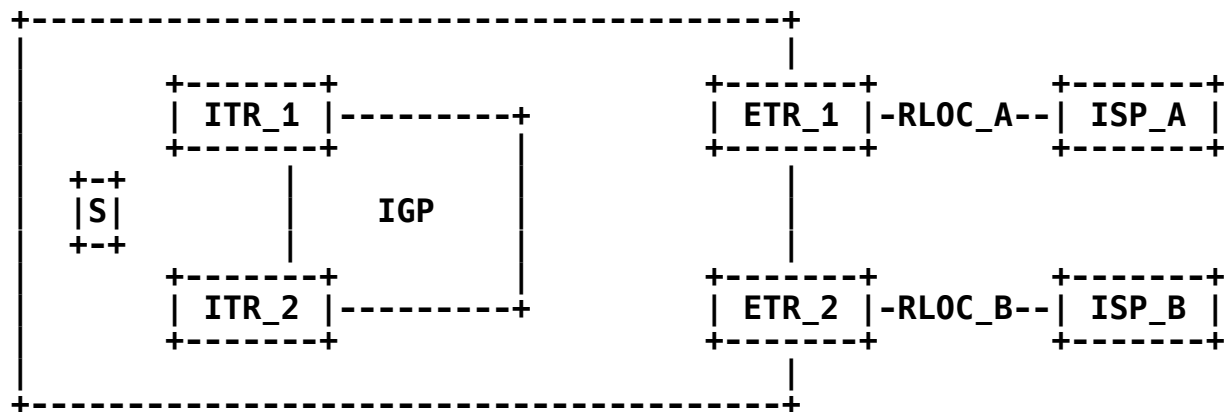 ITR_1 ETR_1 -RLOC_A-- ISP_A
S IGP
ITR_2 ETR_2 -RLOC_B-- ISP_B